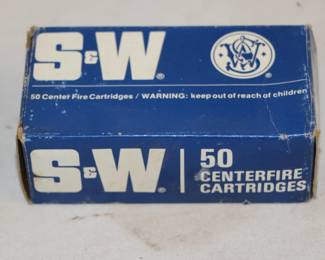 S&W®
50 Center Fire Cartridges / WARNING: keep out of reach of children
S&W®
50
CENTERFIRE
CARTRIDGES